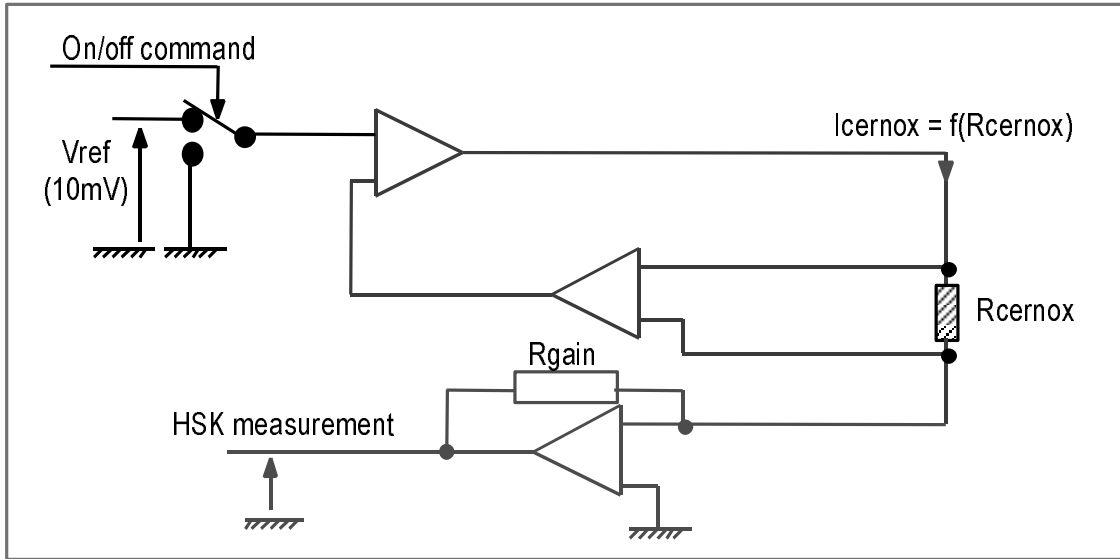 On/off command
Vref
(10mV)
Icernox = f(Rcernox)
Rcernox
Rgain
HSK measurement